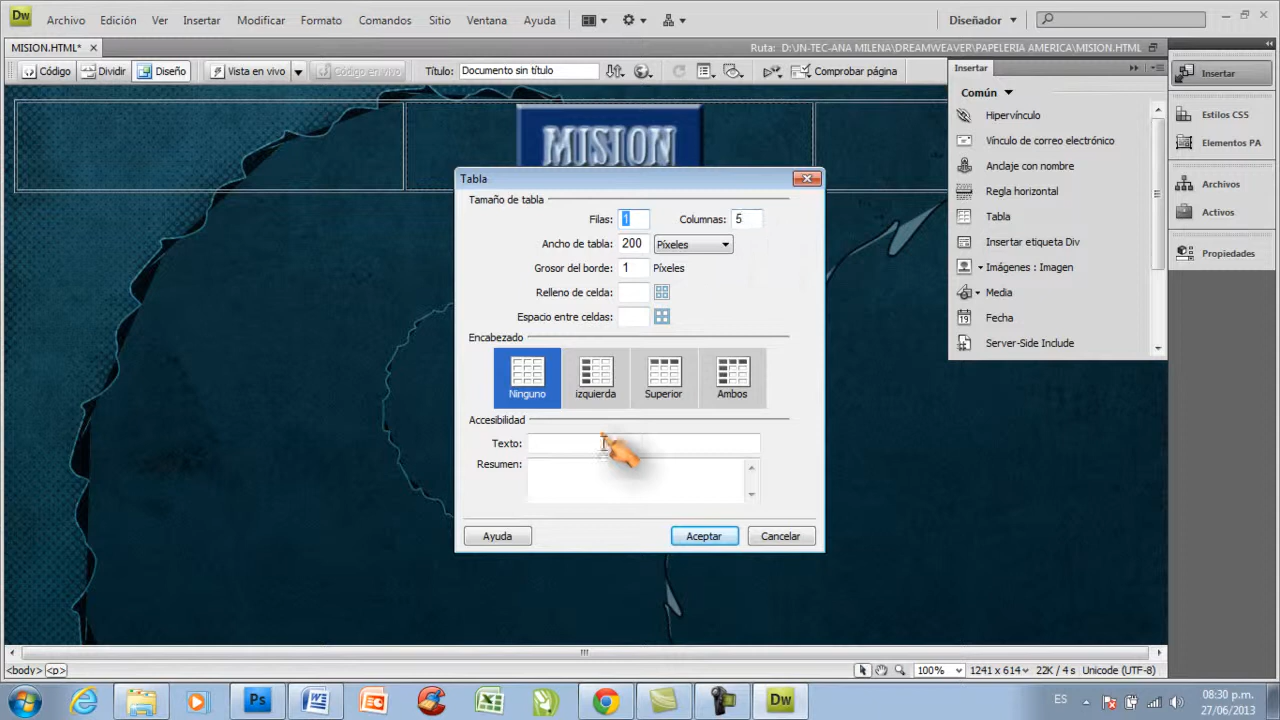 Dw Archivo Edición Ver Insertar Modificar Formato Comandos Sitio Ventana Ayuda Diseñador
MISION.HTML* Ruta: D:\JN-TEC-ANA MILENA\DREAMWEAVER\PAPELERIA AMERICA\MISION.HTML
Código Dividir Diseño Vista en vivo Código en vivo Título: Documento sin título Comprobar página
MISION
Tabla
Tamaño de tabla
Filas: 1 Columnas: 5
Ancho de tabla: 200 Píxeles
Grosor del borde: 1 Píxeles
Relleno de celda:
Espacio entre celdas:
Encabezado
Ninguno izquierda Superior Ambos
Accesibilidad
Texto:
Resumen:
Ayuda Aceptar Cancelar
Insertar
Común
Hipervínculo
Vínculo de correo electrónico
Anclaje con nombre
Regla horizontal
Tabla
Insertar etiqueta Div
Imágenes : Imagen
Media
19 Fecha
Server-Side Include
Insertar
Estilos CSS
Elementos PA
Archivos
Activos
Propiedades
<body> <p> 100% 1241 x 614 22K / 4 s Unicode (UTF-8)
Ps Dw ES 08:30 p.m.
27/06/2013